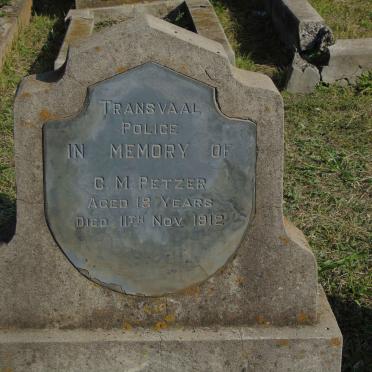 TRANSVAAL
POLICE
IN MEMORY OF
C. M. PETZER
AGED 18 YEARS
DIED 11TH NOV. 1912